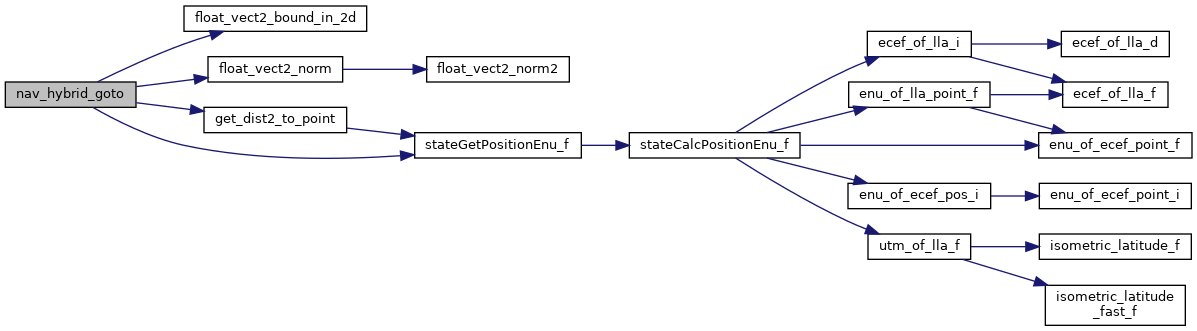 nav_hybrid_goto
float_vect2_bound_in_2d
float_vect2_norm
float_vect2_norm2
get_dist2_to_point
stateGetPositionEnu_f
stateCalcPositionEnu_f
ecef_of_lla_i
ecef_of_lla_d
enu_of_lla_point_f
ecef_of_lla_f
enu_of_ecef_point_f
enu_of_ecef_pos_i
enu_of_ecef_point_i
utm_of_lla_f
isometric_latitude_f
isometric_latitude
_fast_f